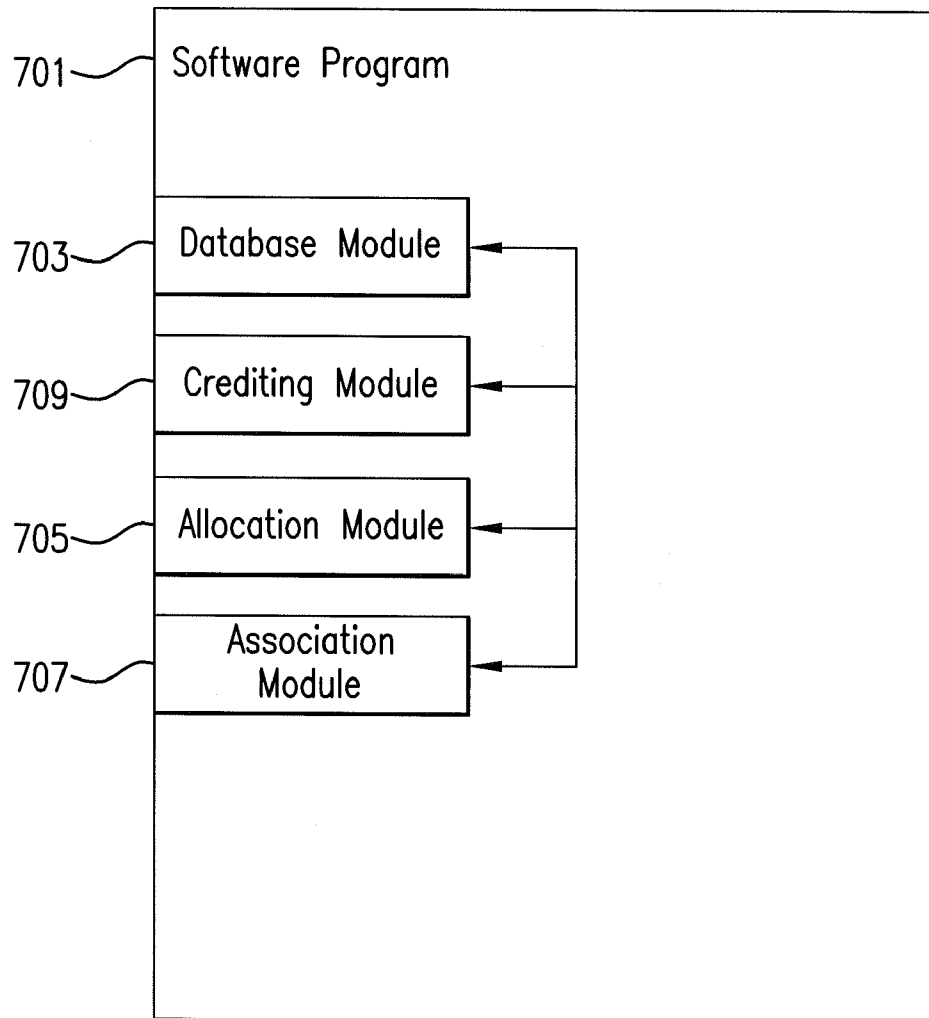 701 Software Program
703 Database Module
709 Crediting Module
705 Allocation Module
707 Association
Module